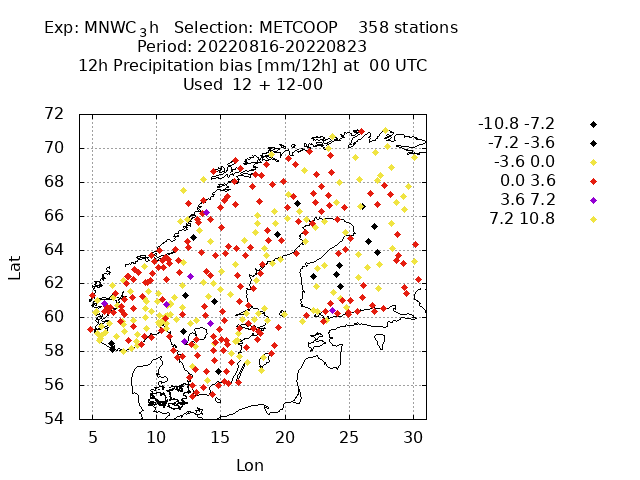 Exp: MNWC_3h   Selection: METCOOP    358 stations
Period: 20220816-20220823
12h Precipitation bias [mm/12h] at  00 UTC
Used  12 + 12-00
-10.8 -7.2
-7.2 -3.6
-3.6 0.0
0.0 3.6
3.6 7.2
7.2 10.8
72
70
68
66
64
62
60
58
56
54
Lat
5 10 15 20 25 30
Lon